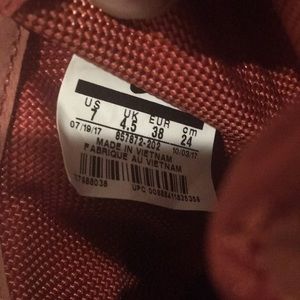 US UK EUR cm
7 4.5 38 24
07/19/17 857872-202 10/03/17
MADE IN VIETNAM
FABRIQUE AU VIETNAM
UPC